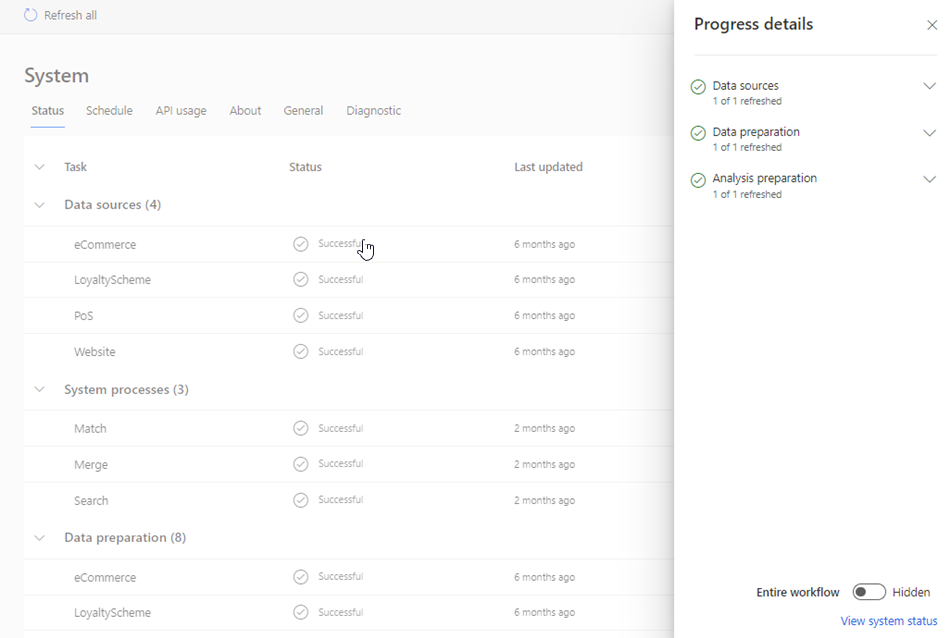 Refresh all
System
Status Schedule API usage About General Diagnostic
Task Status Last updated
Data sources (4)
eCommerce Successful 6 months ago
LoyaltyScheme Successful 6 months ago
PoS Successful 6 months ago
Website Successful 6 months ago
System processes (3)
Match Successful 2 months ago
Merge Successful 2 months ago
Search Successful 2 months ago
Data preparation (8)
eCommerce Successful 6 months ago
LoyaltyScheme Successful 6 months ago
Progress details
Data sources
1 of 1 refreshed
Data preparation
1 of 1 refreshed
Analysis preparation
1 of 1 refreshed
Entire workflow Hidden
View system status